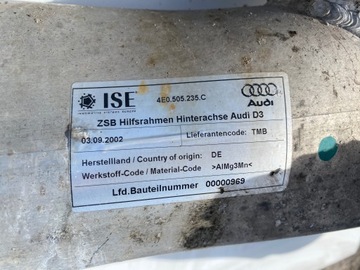 ISE 4E0.505.235.C
Audi
ZSB Hilfsrahmen Hinterachse Audi D3
03.09.2002 Lieferantencode: TMB
Herstelland / Country of origin: DE
Werkstoff-Code / Material-Code >AlMg3Mn<
Lfd.Bauteilnummer 00000969